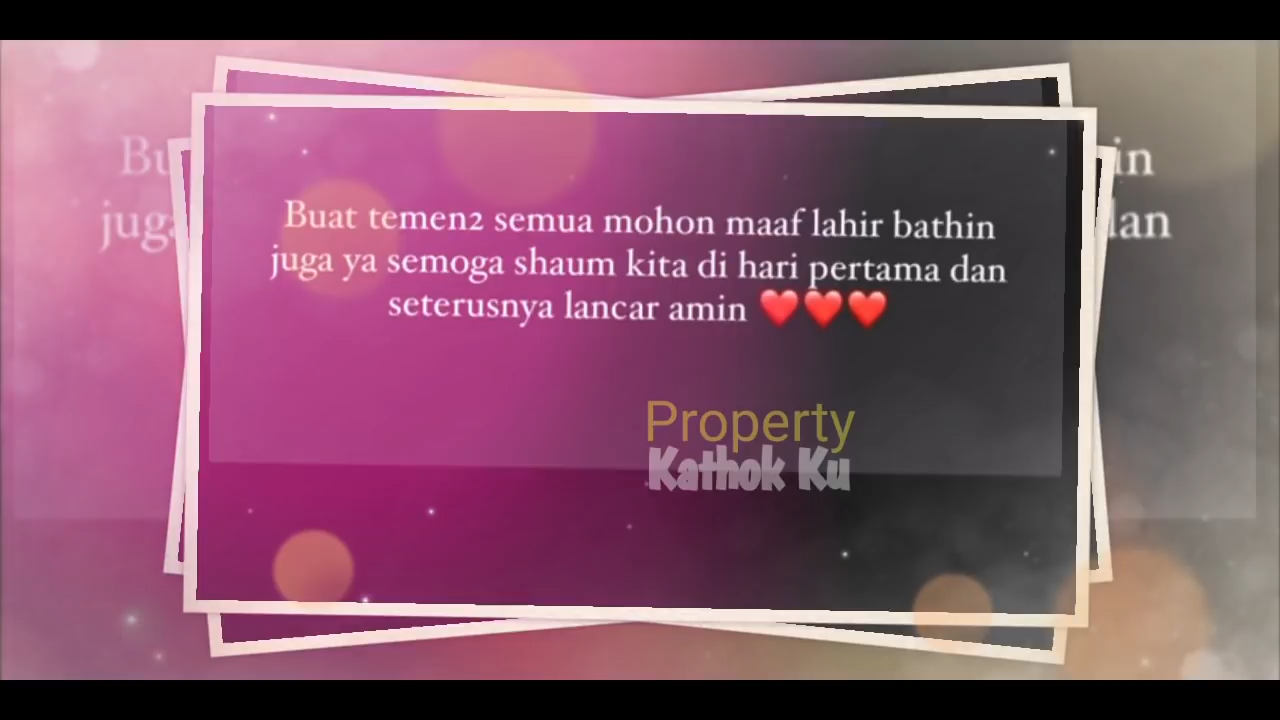 Buat temen2 semua mohon maaf lahir bathin
juga ya semoga shaum kita di hari pertama dan
seterusnya lancar amin ❤️❤️❤️
Property
Kathok Ku